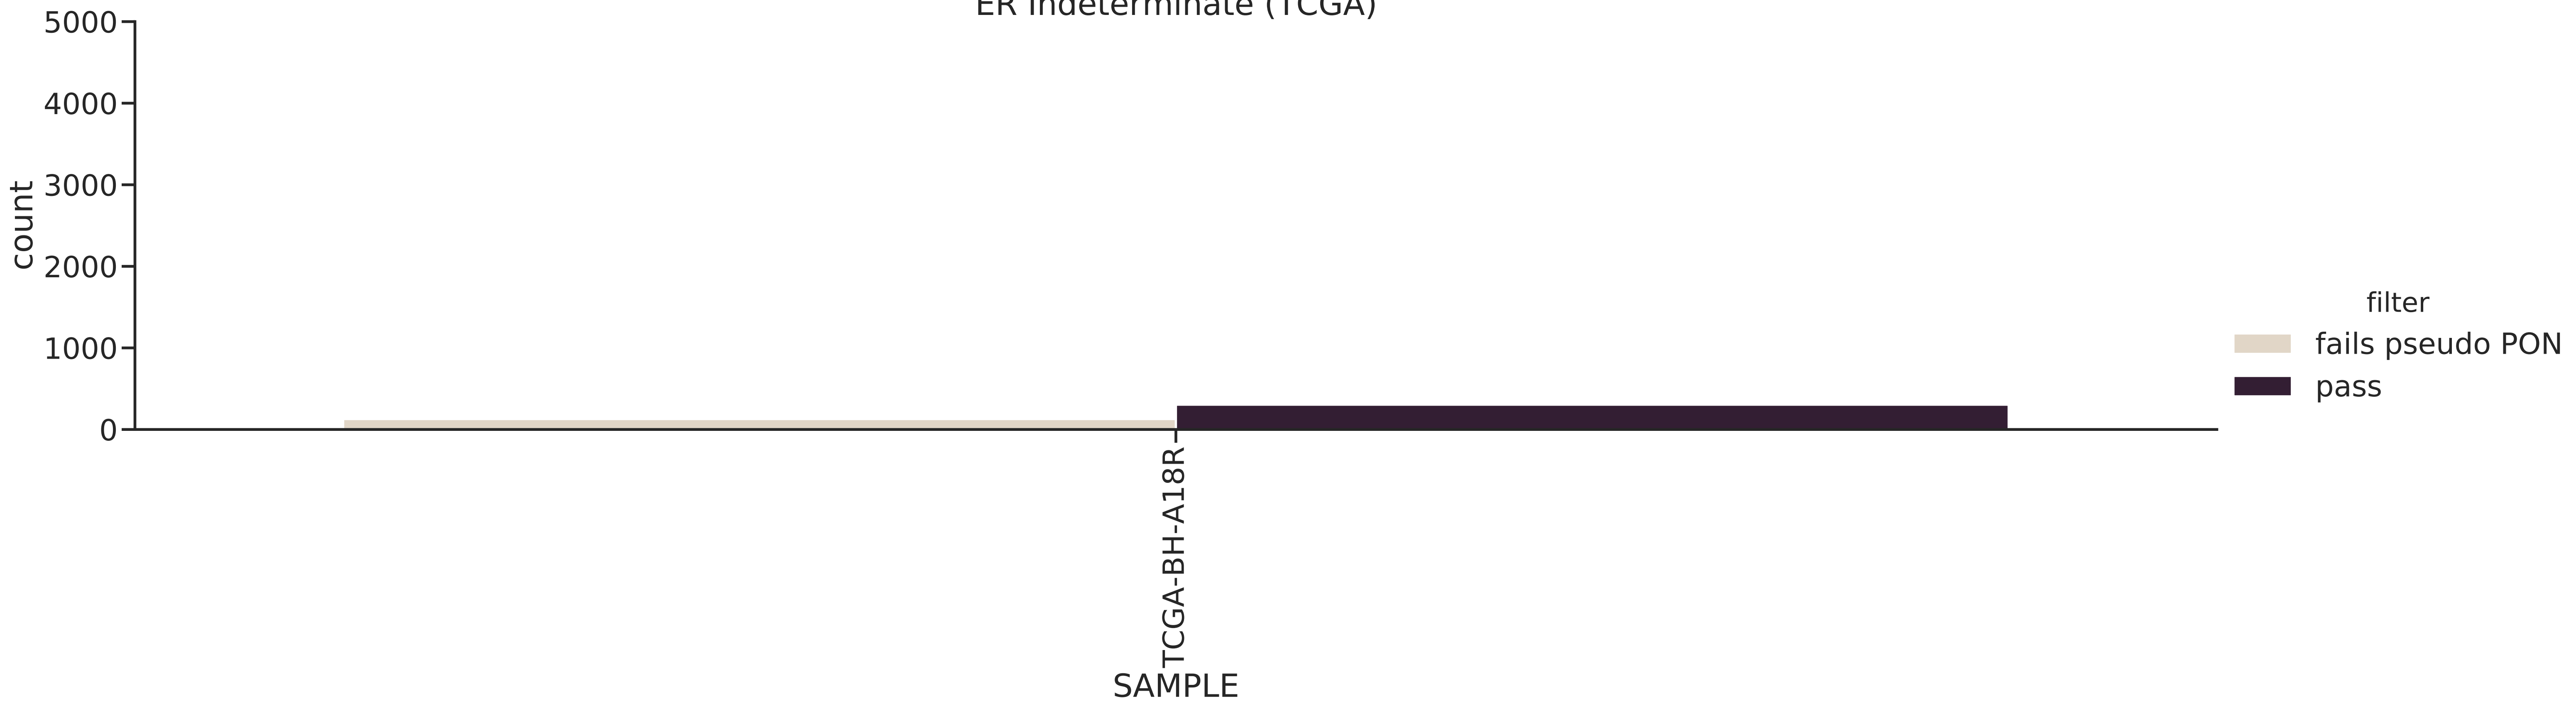 ER Indeterminate (TCGA)
5000
4000
3000
2000
1000
0
count
TCGA-BH-A18R
SAMPLE
filter
fails pseudo PON
pass